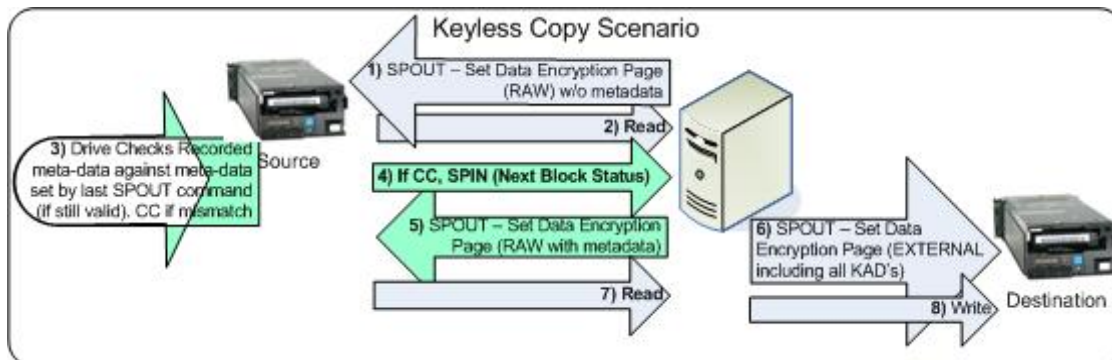 Keyless Copy Scenario
1) SPOUT – Set Data Encryption Page
(RAW) w/o metadata
2) Read
Source
3) Drive Checks Recorded
meta-data against meta-data
set by last SPOUT command
(if still valid). CC if mismatch
4) If CC, SPIN (Next Block Status)
5) SPOUT – Set Data Encryption
Page (RAW with metadata)
6) SPOUT – Set Data
Encryption Page (EXTERNAL
including all KAD's)
7) Read
8) Write
Destination